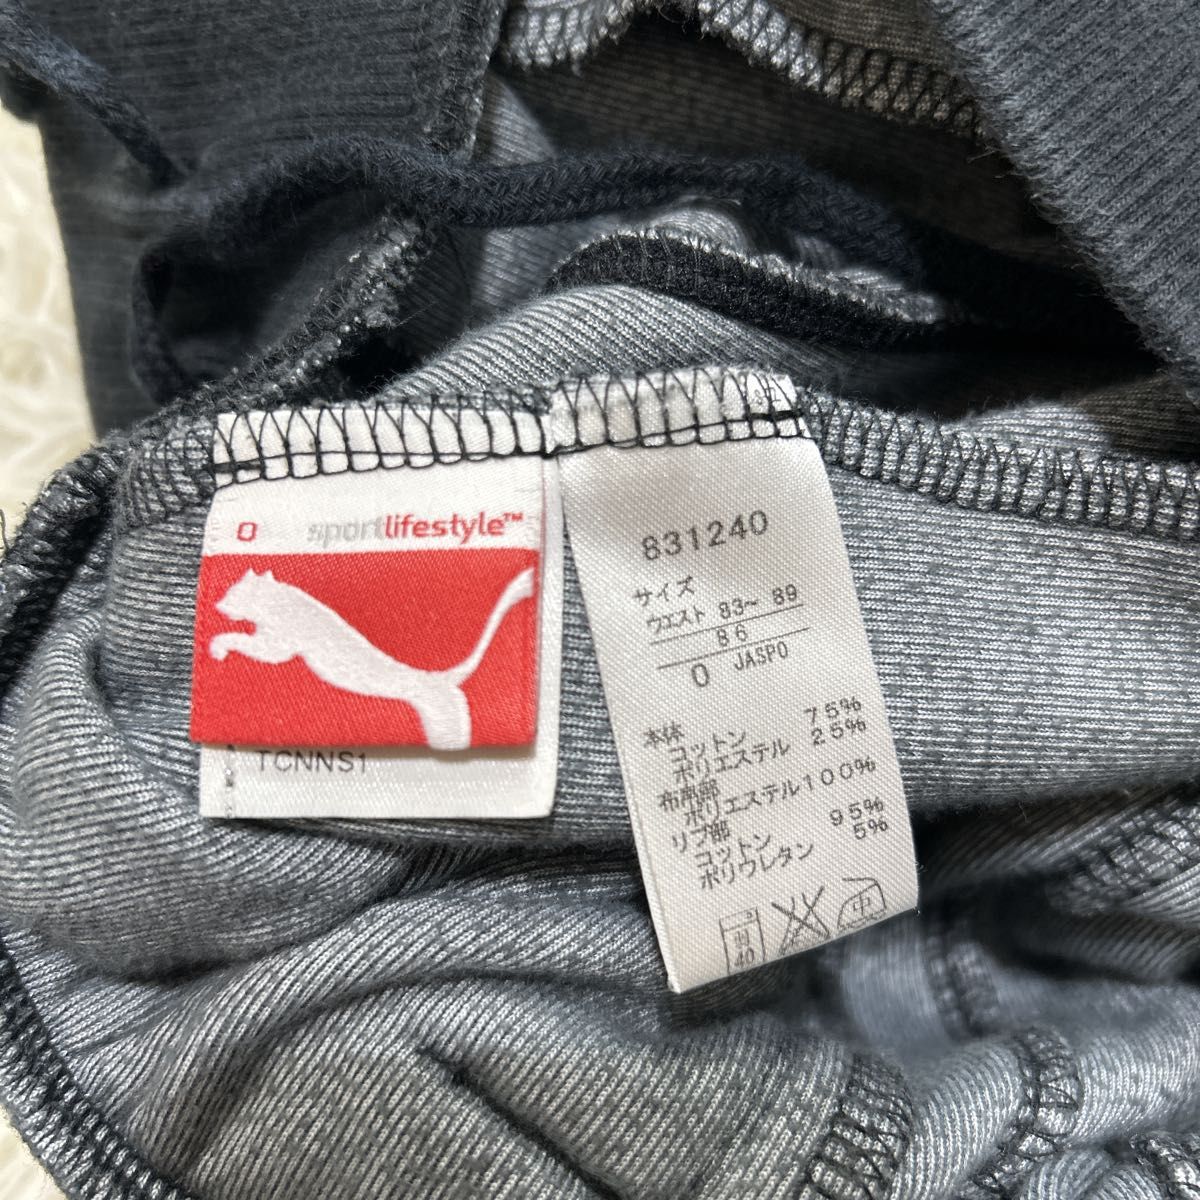 O sportlifestyle™
TCNNS1
831240
サイズ
ウエスト 83〜 89
86
O JASPO
本体
コットン 75%
ポリエステル 25%
布帛部
ポリエステル100%
リブ部
コットン 95%
ポリウレタン 5%
中
40